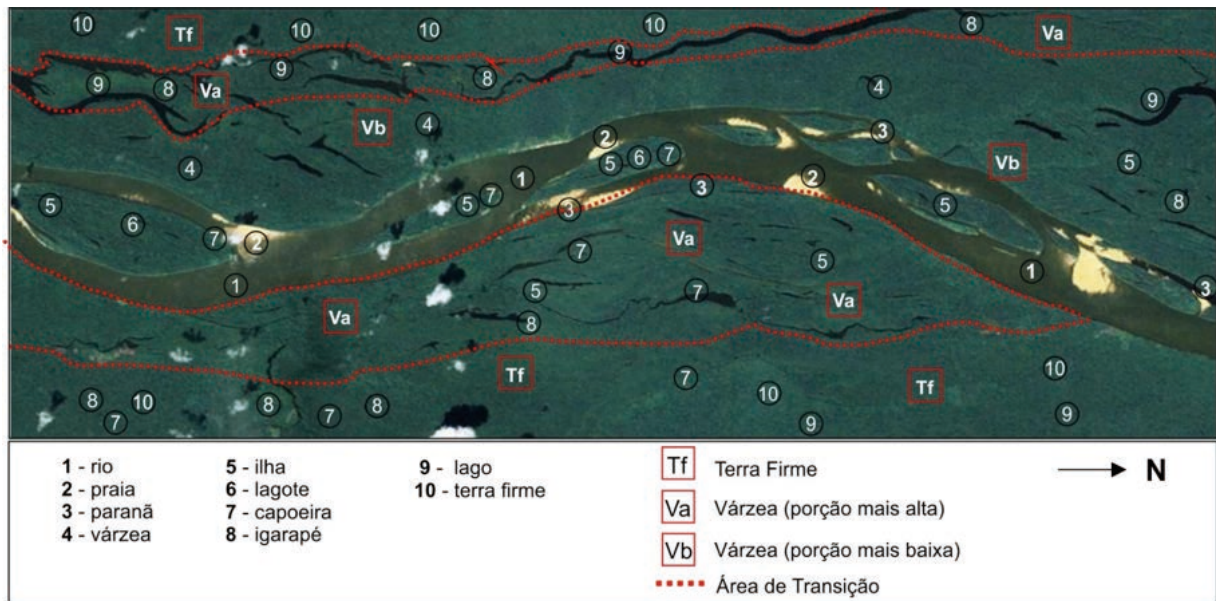 10 Tf 10 10 10 8 Va
9 9
9 8 Va 8 4 9
Vb 4 2 3
4 5 6 7 Vb 5
1 2 3
5 5 7 3 5 8
6 7 2 Va
7 5 1
1 5 7 Va 3
Va 8
Tf 10
7 Tf
8 10 8 8 10
7 7 9 9
1 - rio
2 - praia
3 - paranã
4 - várzea
5 - ilha
6 - lagote
7 - capoeira
8 - igarapé
9 - lago
10 - terra firme
Tf Terra Firme
Va Várzea (porção mais alta)
Vb Várzea (porção mais baixa)
Área de Transição
N